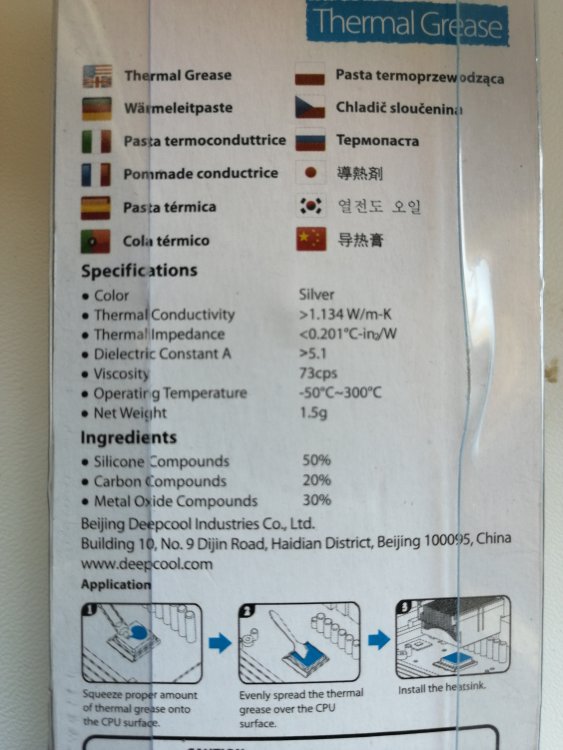 Thermal Grease
Thermal Grease
Pasta termoprzewodząca
Wärmeleitpaste
Chladič sloučenina
Pasta termoconduttrice
Термопаста
Pommade conductrice
導熱剤
Pasta térmica
열전도 오일
Cola térmico
导热膏
Specifications
• Color Silver
• Thermal Conductivity >1.134 W/m-K
• Thermal Impedance <0.201°C-in₂/W
• Dielectric Constant A >5.1
• Viscosity 73cps
• Operating Temperature -50°C~300°C
• Net Weight 1.5g
Ingredients
• Silicone Compounds 50%
• Carbon Compounds 20%
• Metal Oxide Compounds 30%
Beijing Deepcool Industries Co., Ltd.
Building 10, No. 9 Dijin Road, Haidian District, Beijing 100095, China
www.deepcool.com
Application
1
2
3
Squeeze proper amount
of thermal grease onto
the CPU surface.
Evenly spread the thermal
grease over the CPU
surface.
Install the heatsink.
CAUTION